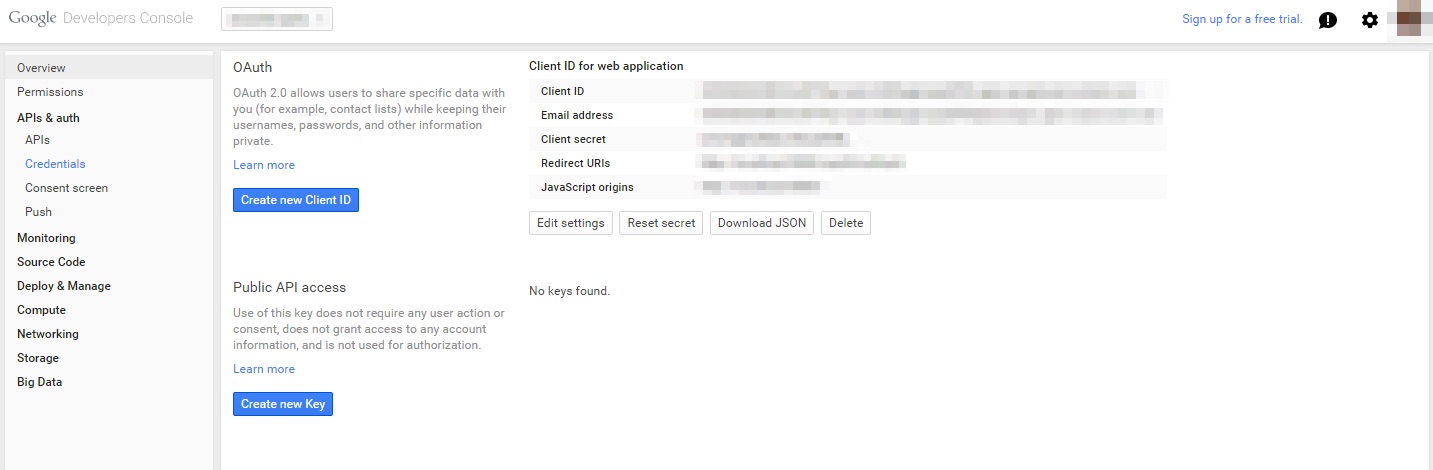 Google Developers Console
Sign up for a free trial.
Overview
Permissions
APIs & auth
APIs
Credentials
Consent screen
Push
Monitoring
Source Code
Deploy & Manage
Compute
Networking
Storage
Big Data
OAuth
OAuth 2.0 allows users to share specific data with
you (for example, contact lists) while keeping their
usernames, passwords, and other information
private.
Learn more
Create new Client ID
Client ID for web application
Client ID
Email address
Client secret
Redirect URIs
JavaScript origins
Edit settings Reset secret Download JSON Delete
Public API access
Use of this key does not require any user action or
consent, does not grant access to any account
information, and is not used for authorization.
Learn more
Create new Key
No keys found.